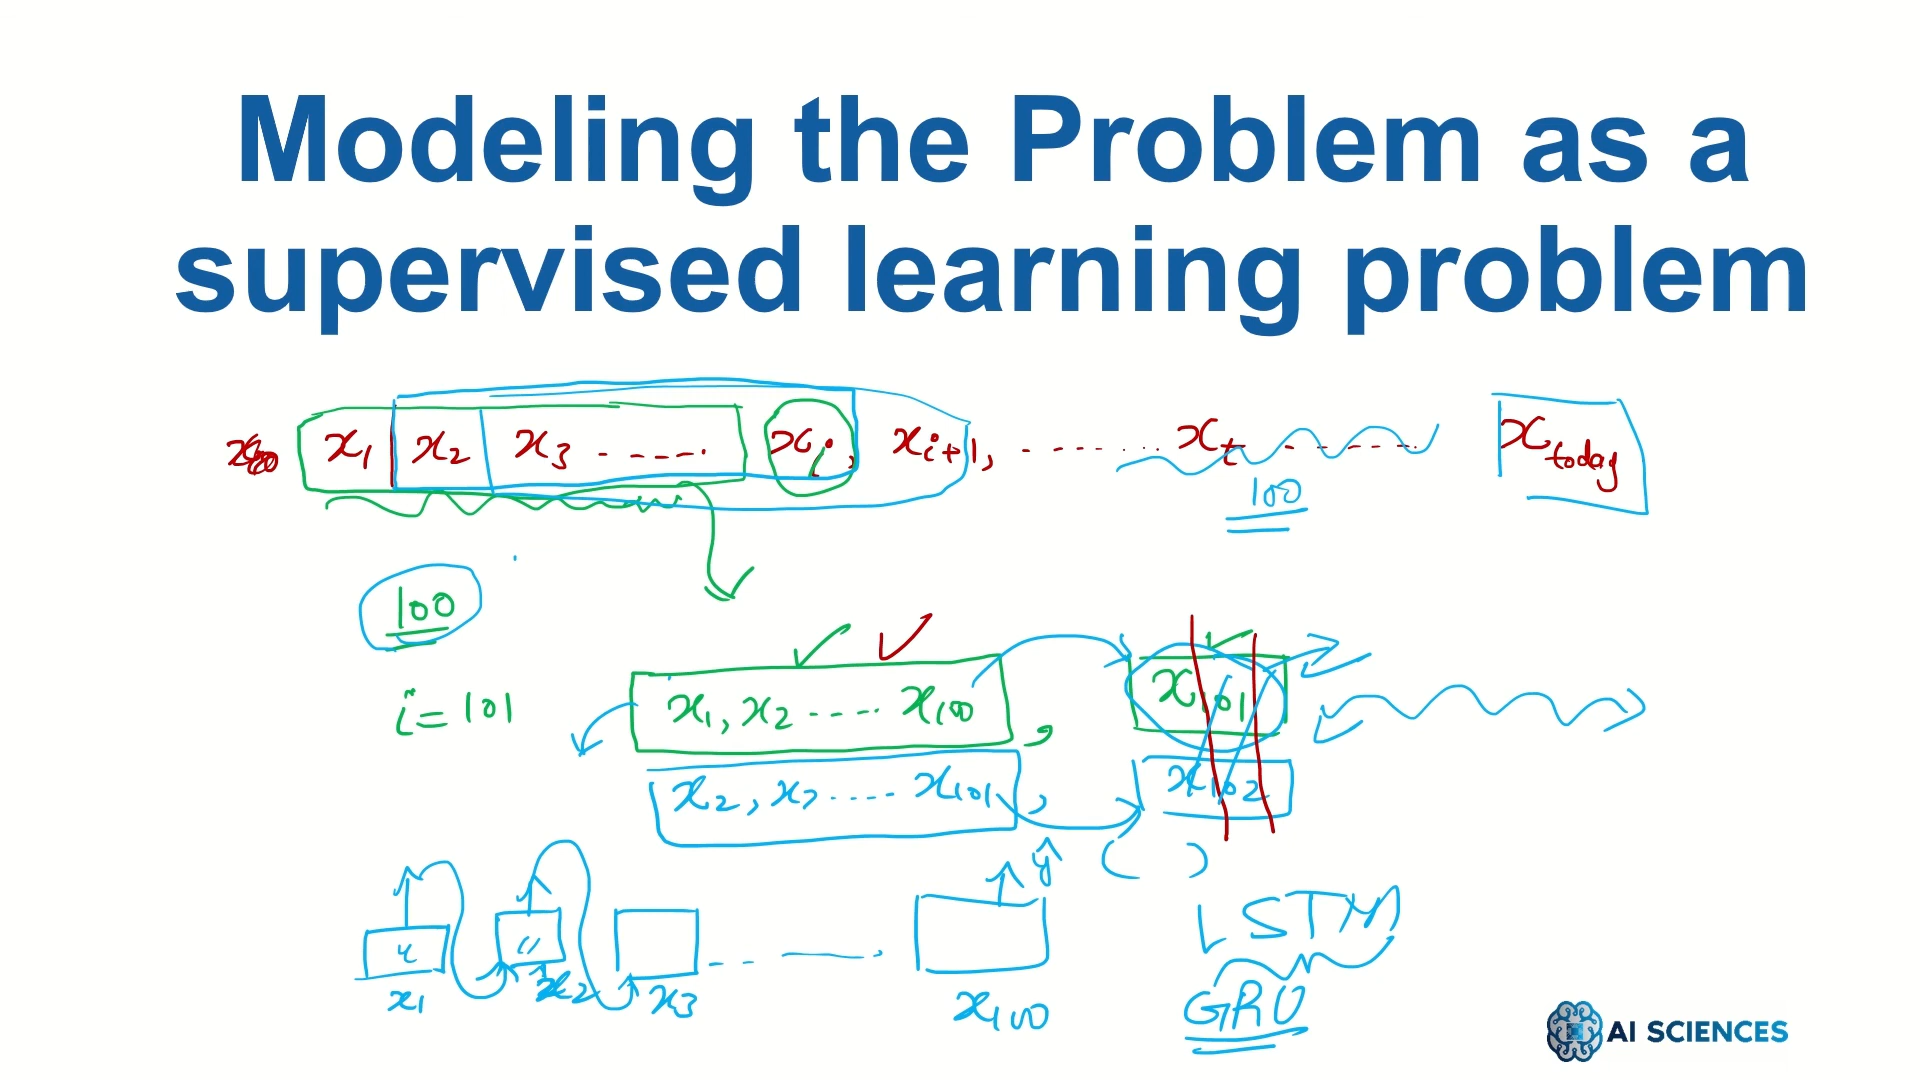 Modeling the Problem as a
supervised learning problem
x₁ x₂ x₃ ------ xᵢ, xᵢ₊₁, -------- xₜ -------- x_today
100
100
i = 101
x₁, x₂ ----- x₁₀₀, x₁₀₁
x₂, x₃ ----- x₁₀₁, x₁₀₂
ŷ ( )
LSTM
x₁ x₂ x₃ x₁₀₀
GRU
AI SCIENCES